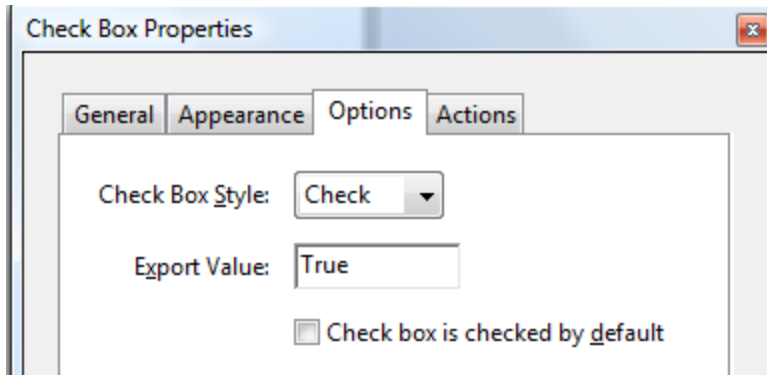 Check Box Properties
General Appearance Options Actions
Check Box Style: Check
Export Value: True
Check box is checked by default